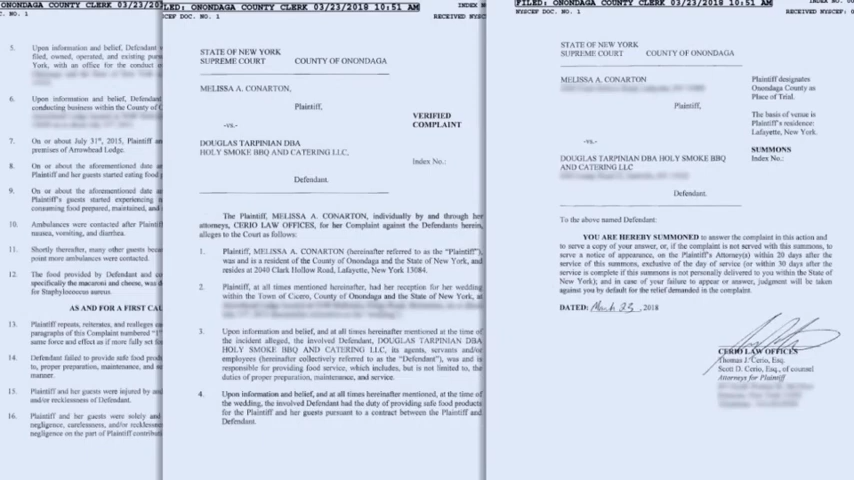 ONONDAGA COUNTY CLERK 03/23/20
C. NO. 1
5. Upon information and belief, Defendant
filed, owned, operated, and existing
York, with an office for the conduct
6. Upon information and belief, Defendant
conducting business within the County of
7. On or about July 31st, 2015, Plaintiff
premises of Arrowhead Lodge.
8. On or about the aforementioned date
Plaintiff and her guests started eating food
9. On or about the aforementioned date
Plaintiff's guests started experiencing
consuming food prepared, maintained, and
10. Ambulances were contacted after Plaintiff
nausea, vomiting, and diarrhea.
11. Shortly thereafter, many other guests
point more ambulances were contacted.
12. The food provided by Defendant and
specifically the macaroni and cheese, was
for Staphylococcus aureus.
AS AND FOR A FIRST CAU
13. Plaintiff repeats, reiterates, and realleges
paragraphs of this Complaint numbered "1"
same force and effect as if more fully set
14. Defendant failed to provide safe food
to, proper preparation, maintenance, and
manner.
15. Plaintiff and her guests were injured by
and/or recklessness of Defendant.
16. Plaintiff and her guests were solely and
negligence, carelessness, and/or
negligence on the part of Plaintiff
LED: ONONDAGA COUNTY CLERK 03/23/2018 10:51 AM
CEF DOC. NO. 1
INDEX N
RECEIVED NYSC
STATE OF NEW YORK
SUPREME COURT COUNTY OF ONONDAGA
MELISSA A. CONARTON,
Plaintiff,
-vs.-
DOUGLAS TARPINIAN DBA
HOLY SMOKE BBQ AND CATERING LLC,
Defendant.
VERIFIED
COMPLAINT
Index No.:
The Plaintiff, MELISSA A. CONARTON, individually by and through her
attorneys, CERIO LAW OFFICES, for her Complaint against the Defendants herein,
alleges to the Court as follows:
1. Plaintiff, MELISSA A. CONARTON (hereinafter referred to as the "Plaintiff"),
was and is a resident of the County of Onondaga and the State of New York, and
resides at 2040 Clark Hollow Road, Lafayette, New York 13084.
2. Plaintiff, at all times mentioned herein, had her reception for her wedding
within the Town of Cicero, County of Onondaga and the State of New York, at
3. Upon information and belief, and at all times hereinafter mentioned at the time of
the incident alleged, the involved Defendant, DOUGLAS TARPINIAN DBA
HOLY SMOKE BBQ AND CATERING LLC, its agents, servants and/or
employees (hereinafter collectively referred to as the "Defendant"), was and is
responsible for providing food service, which includes, but is not limited to, the
duties of proper preparation, maintenance, and service.
4. Upon information and belief, and at all times hereinafter mentioned, at the time of
the wedding, the involved Defendant had the duty of providing safe food products
for the Plaintiff and her guests pursuant to a contract between the Plaintiff and
Defendant.
FILED: ONONDAGA COUNTY CLERK 03/23/2018 10:51 AM
NYSCEF DOC. NO. 1
INDEX NO.
RECEIVED NYSCEF:
STATE OF NEW YORK
SUPREME COURT COUNTY OF ONONDAGA
MELISSA A. CONARTON
Plaintiff,
-vs.-
DOUGLAS TARPINIAN DBA HOLY SMOKE BBQ
AND CATERING LLC
Defendant.
Plaintiff designates
Onondaga County as
Place of Trial.
The basis of venue is
Plaintiff's residence:
Lafayette, New York.
SUMMONS
Index No.:
To the above named Defendant:
YOU ARE HEREBY SUMMONED to answer the complaint in this action and
to serve a copy of your answer, or, if the complaint is not served with this summons,
to serve a notice of appearance, on the Plaintiff's Attorney(s) within 20 days after the
service of this summons, exclusive of the day of service (or within 30 days after the
service is complete if this summons is not personally delivered to you within the State of
New York); and in case of your failure to appear or answer, judgment will be taken
against you by default for the relief demanded in the complaint.
DATED: March 23, 2018
CERIO LAW OFFICES
Thomas J. Cerio, Esq.
Scott D. Cerio, Esq., of counsel
Attorneys for Plaintiff